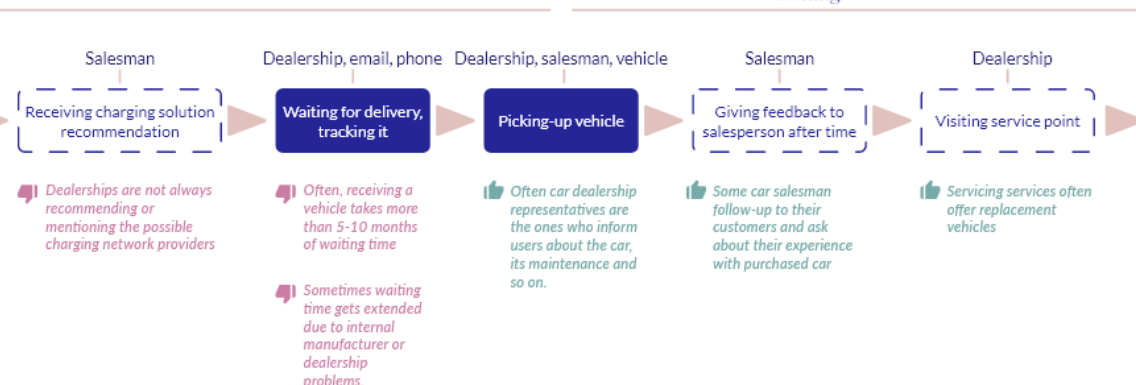 Salesman
Receiving charging solution
recommendation
Dealerships are not always
recommending or
mentioning the possible
charging network providers
Dealership, email, phone
Waiting for delivery,
tracking it
Often, receiving a
vehicle takes more
than 5-10 months
of waiting time
Sometimes waiting
time gets extended
due to internal
manufacturer or
dealership
problems
Dealership, salesman, vehicle
Picking-up vehicle
Often car dealership
representatives are
the ones who inform
users about the car,
its maintenance and
so on.
Salesman
Giving feedback to
salesperson after time
Some car salesman
follow-up to their
customers and ask
about their experience
with purchased car
Dealership
Visiting service point
Servicing services often
offer replacement
vehicles